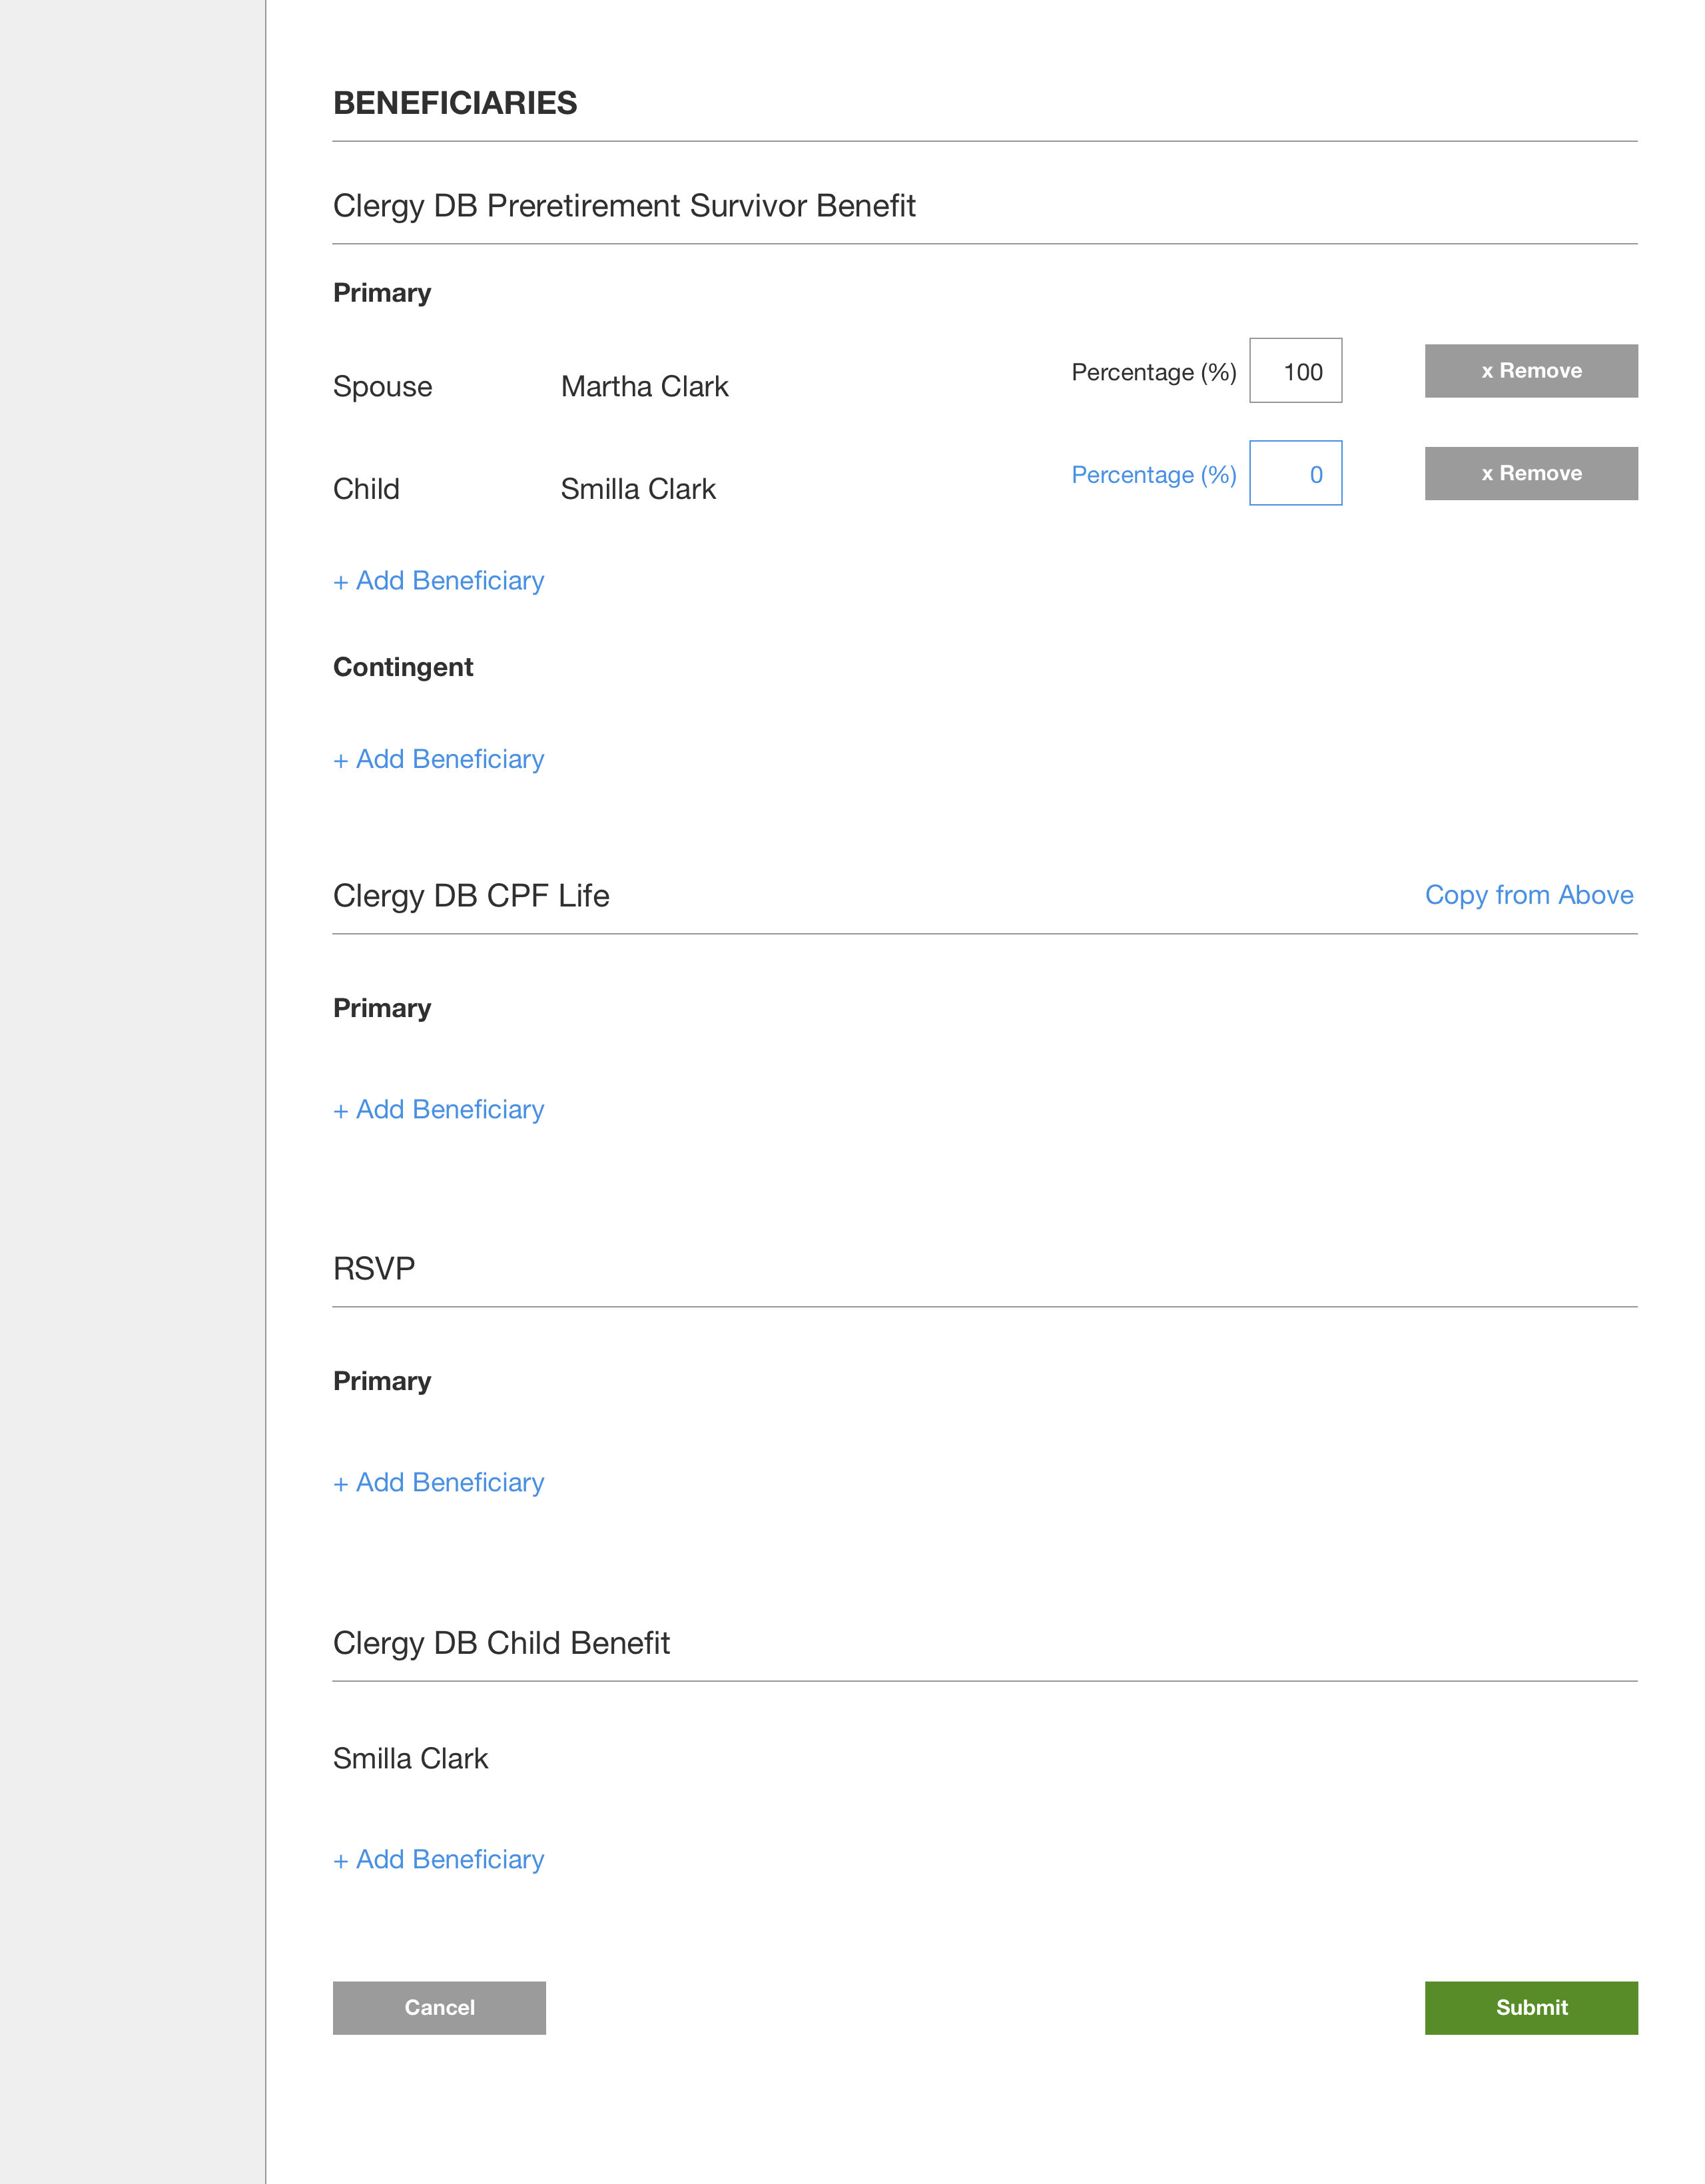 BENEFICIARIES
Clergy DB Preretirement Survivor Benefit
Primary
Spouse Martha Clark Percentage (%) 100 x Remove
Child Smilla Clark Percentage (%) 0 x Remove
+ Add Beneficiary
Contingent
+ Add Beneficiary
Clergy DB CPF Life Copy from Above
Primary
+ Add Beneficiary
RSVP
Primary
+ Add Beneficiary
Clergy DB Child Benefit
Smilla Clark
+ Add Beneficiary
Cancel Submit